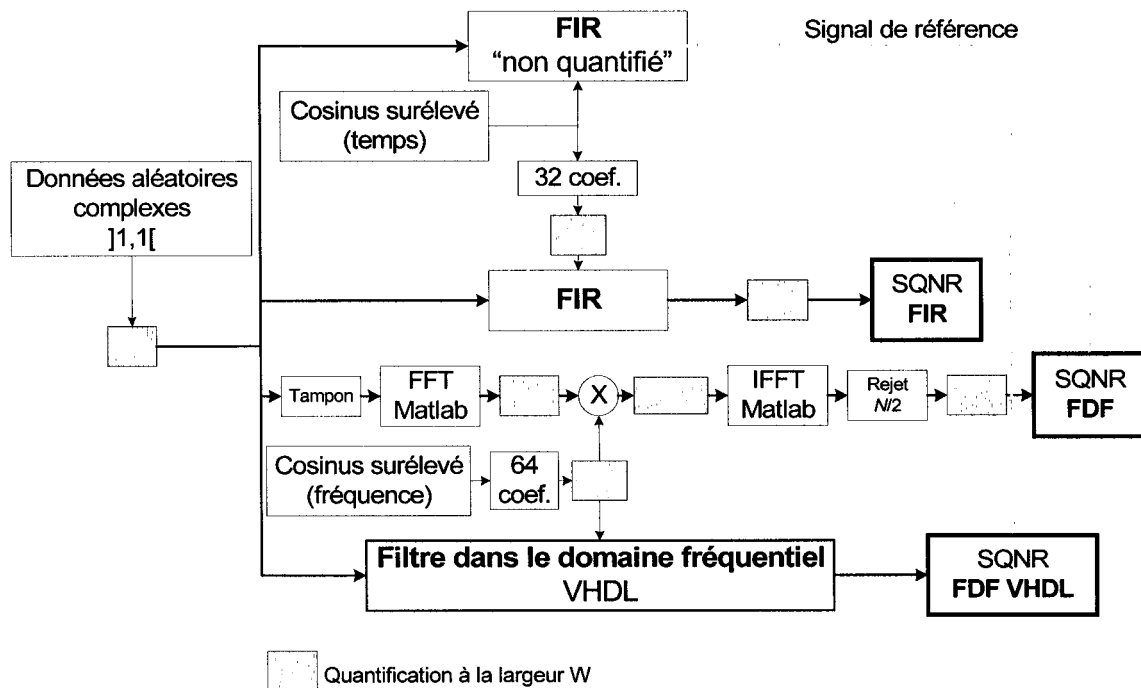 FIR
“non quantifié”
Signal de référence
Cosinus surélevé
(temps)
32 coef.
Données aléatoires
complexes
]1,1[
FIR
SQNR
FIR
Tampon
FFT
Matlab
X
IFFT
Matlab
Rejet
N/2
SQNR
FDF
Cosinus surélevé
(fréquence)
64
coef.
Filtre dans le domaine fréquentiel
VHDL
SQNR
FDF VHDL
Quantification à la largeur W